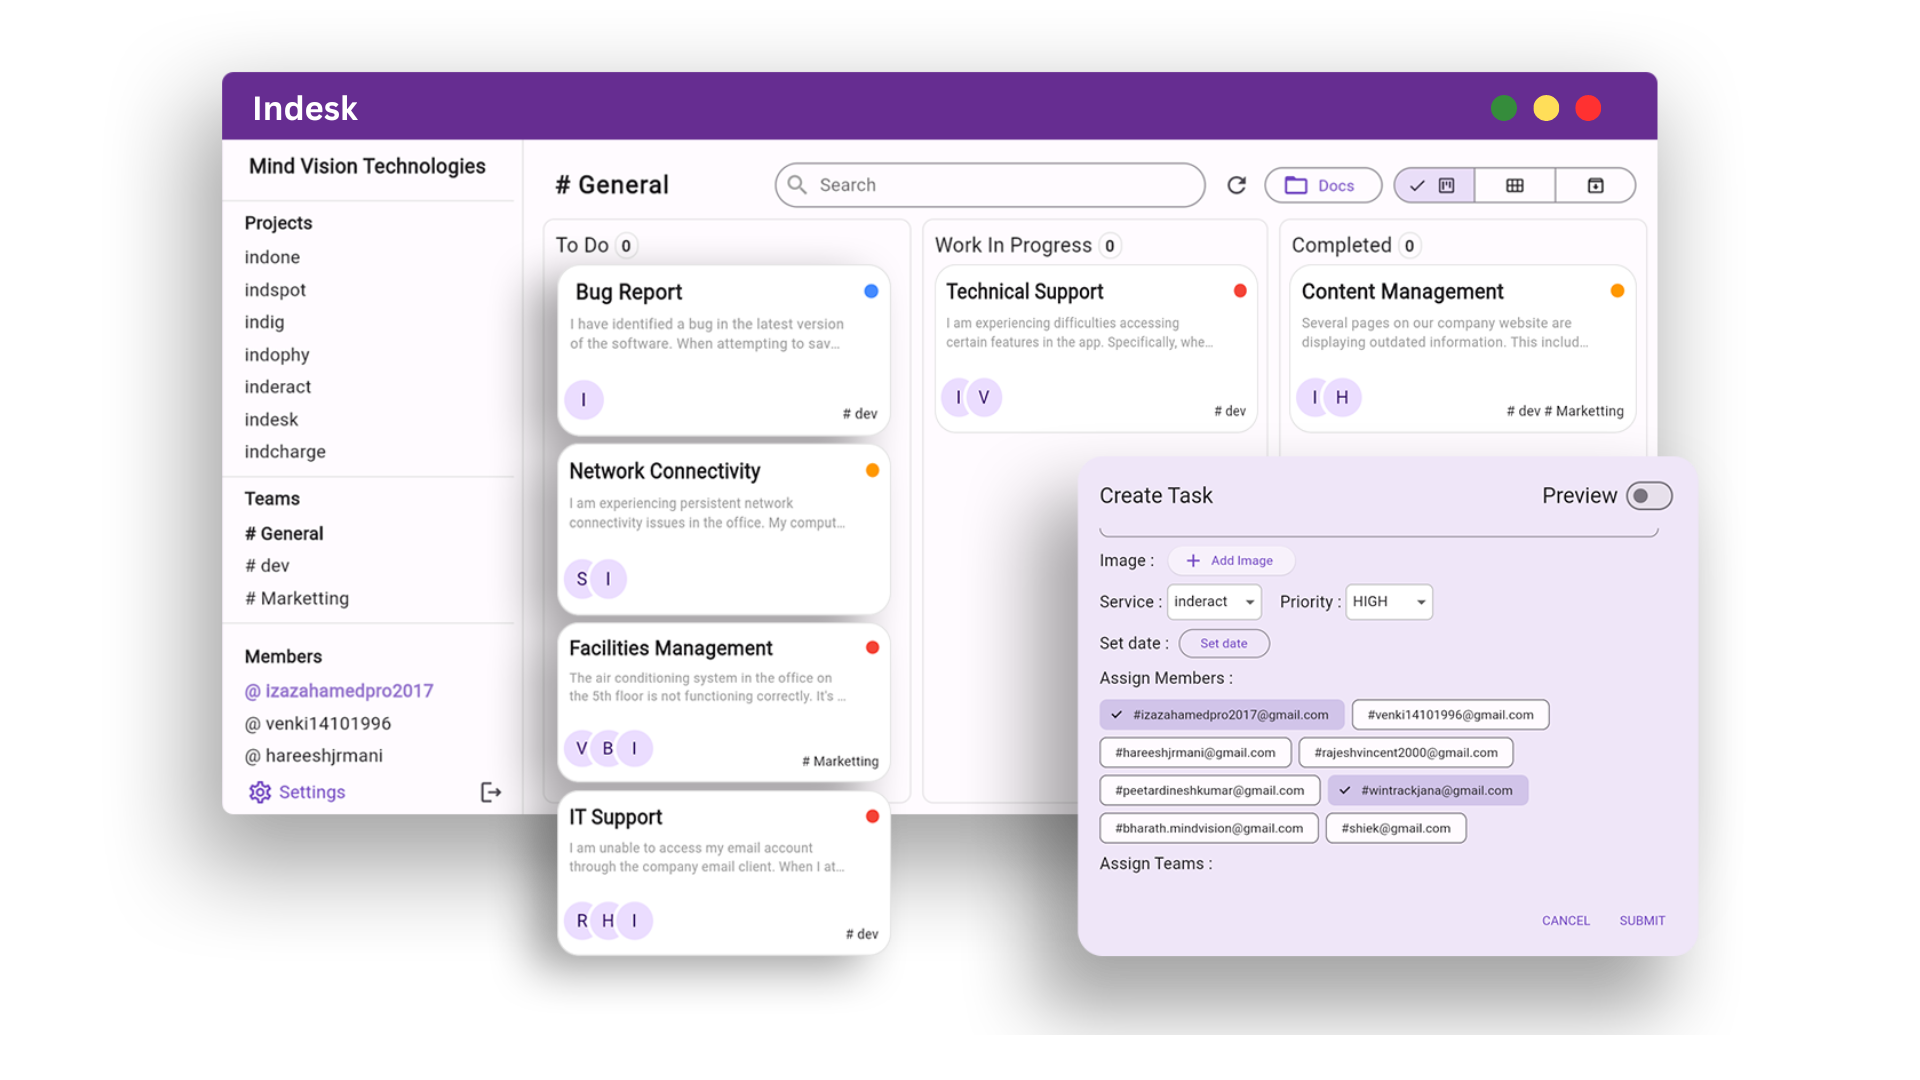 Indesk
Mind Vision Technologies
Projects
indone
indspot
indig
indophy
inderact
indesk
indcharge
Teams
# General
# dev
# Marketting
Members
@ izazahamedpro2017
@ venki14101996
@ hareeshjrmani
Settings
# General
Search
Docs
To Do 0
Bug Report
I have identified a bug in the latest version
of the software. When attempting to sav...
I
# dev
Network Connectivity
I am experiencing persistent network
connectivity issues in the office. My comput...
S I
Facilities Management
The air conditioning system in the office on
the 5th floor is not functioning correctly. It's ...
V B I
# Marketting
IT Support
I am unable to access my email account
through the company email client. When I at...
R H I
# dev
Work In Progress 0
Technical Support
I am experiencing difficulties accessing
certain features in the app. Specifically, whe...
I V
# dev
Completed 0
Content Management
Several pages on our company website are
displaying outdated information. This includ...
I H
# dev # Marketting
Create Task
Preview
Image :
Add Image
Service : inderact Priority : HIGH
Set date : Set date
Assign Members :
#izazahamedpro2017@gmail.com #venki14101996@gmail.com
#hareeshjrmani@gmail.com #rajeshvincent2000@gmail.com
#peetardineshkumar@gmail.com #wintrackjana@gmail.com
#bharath.mindvision@gmail.com #shiek@gmail.com
Assign Teams :
CANCEL SUBMIT